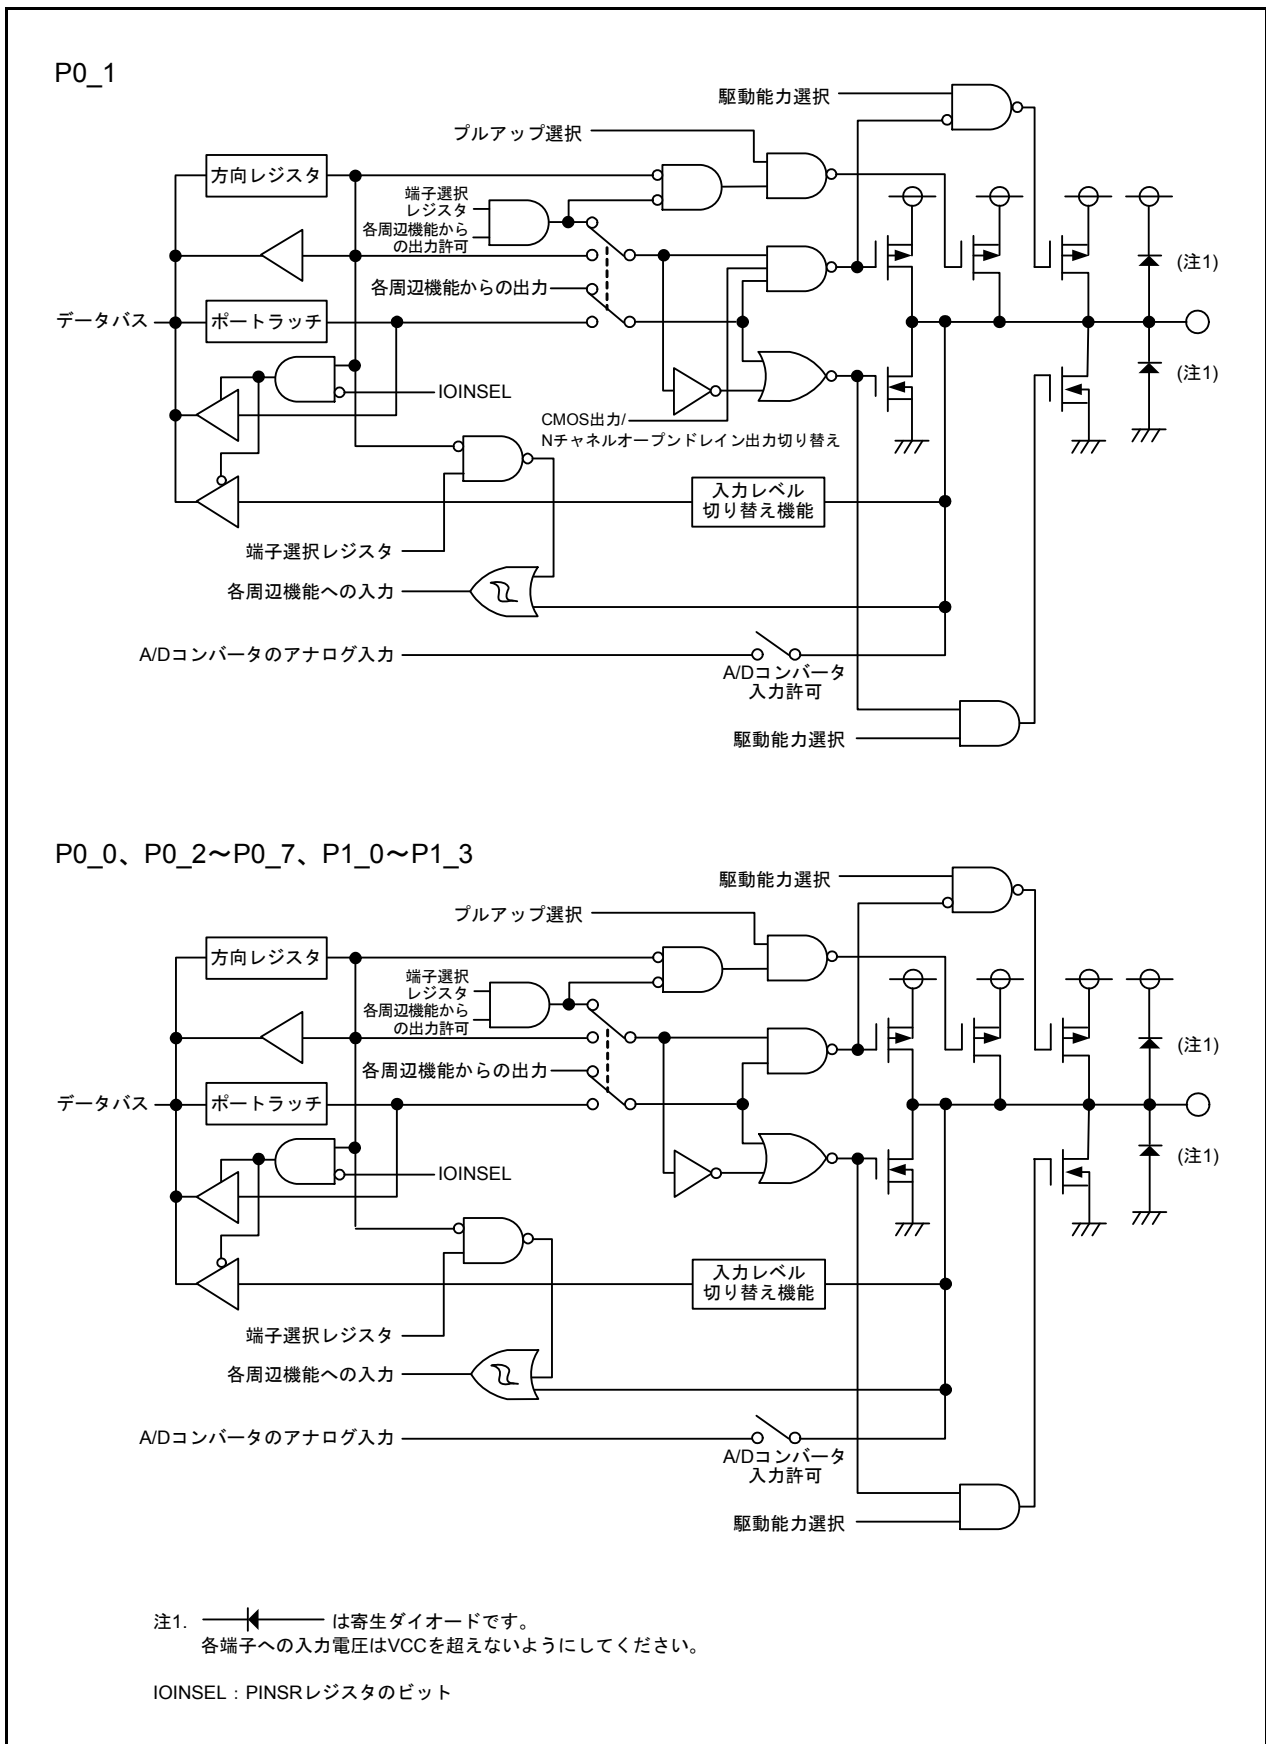 P0_1
駆動能力選択
プルアップ選択
方向レジスタ
端子選択
レジスタ
各周辺機能から
の出力許可
(注1)
各周辺機能からの出力
データバス
ポートラッチ
(注1)
IOINSEL
CMOS出力/
Nチャネルオープンドレイン出力切り替え
入力レベル
切り替え機能
端子選択レジスタ
各周辺機能への入力
A/Dコンバータのアナログ入力
A/Dコンバータ
入力許可
駆動能力選択
P0_0、P0_2～P0_7、P1_0～P1_3
駆動能力選択
プルアップ選択
方向レジスタ
端子選択
レジスタ
各周辺機能から
の出力許可
(注1)
各周辺機能からの出力
データバス
ポートラッチ
(注1)
IOINSEL
入力レベル
切り替え機能
端子選択レジスタ
各周辺機能への入力
A/Dコンバータのアナログ入力
A/Dコンバータ
入力許可
駆動能力選択
注1. は寄生ダイオードです。
各端子への入力電圧はVCCを超えないようにしてください。
IOINSEL：PINSRレジスタのビット